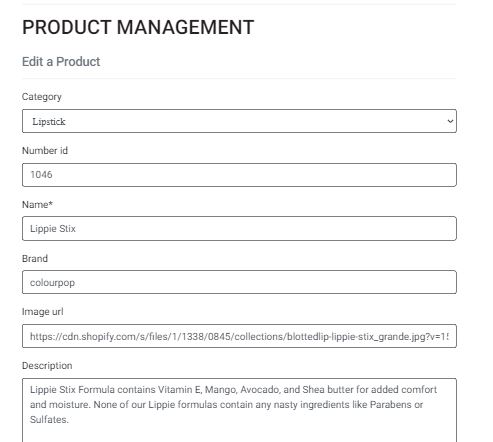 PRODUCT MANAGEMENT
Edit a Product
Category
Lipstick
Number id
1046
Name*
Lippie Stix
Brand
colourpop
Image url
https://cdn.shopify.com/s/files/1/1338/0845/collections/blottedlip-lippie-stix_grande.jpg?v=15
Description
Lippie Stix Formula contains Vitamin E, Mango, Avocado, and Shea butter for added comfort
and moisture. None of our Lippie formulas contain any nasty ingredients like Parabens or
Sulfates.